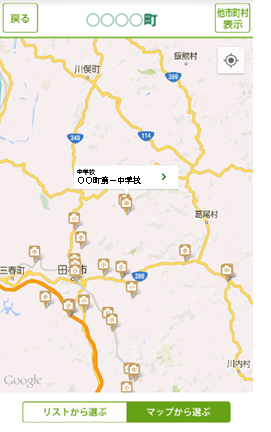 戻る
○○○○町
他市町村
表示
飯館村
川俣町
399
349
114
中学校
○○町第一中学校
葛尾村
三春町
田村市
288
川内村
Google
リストから選ぶ
マップから選ぶ